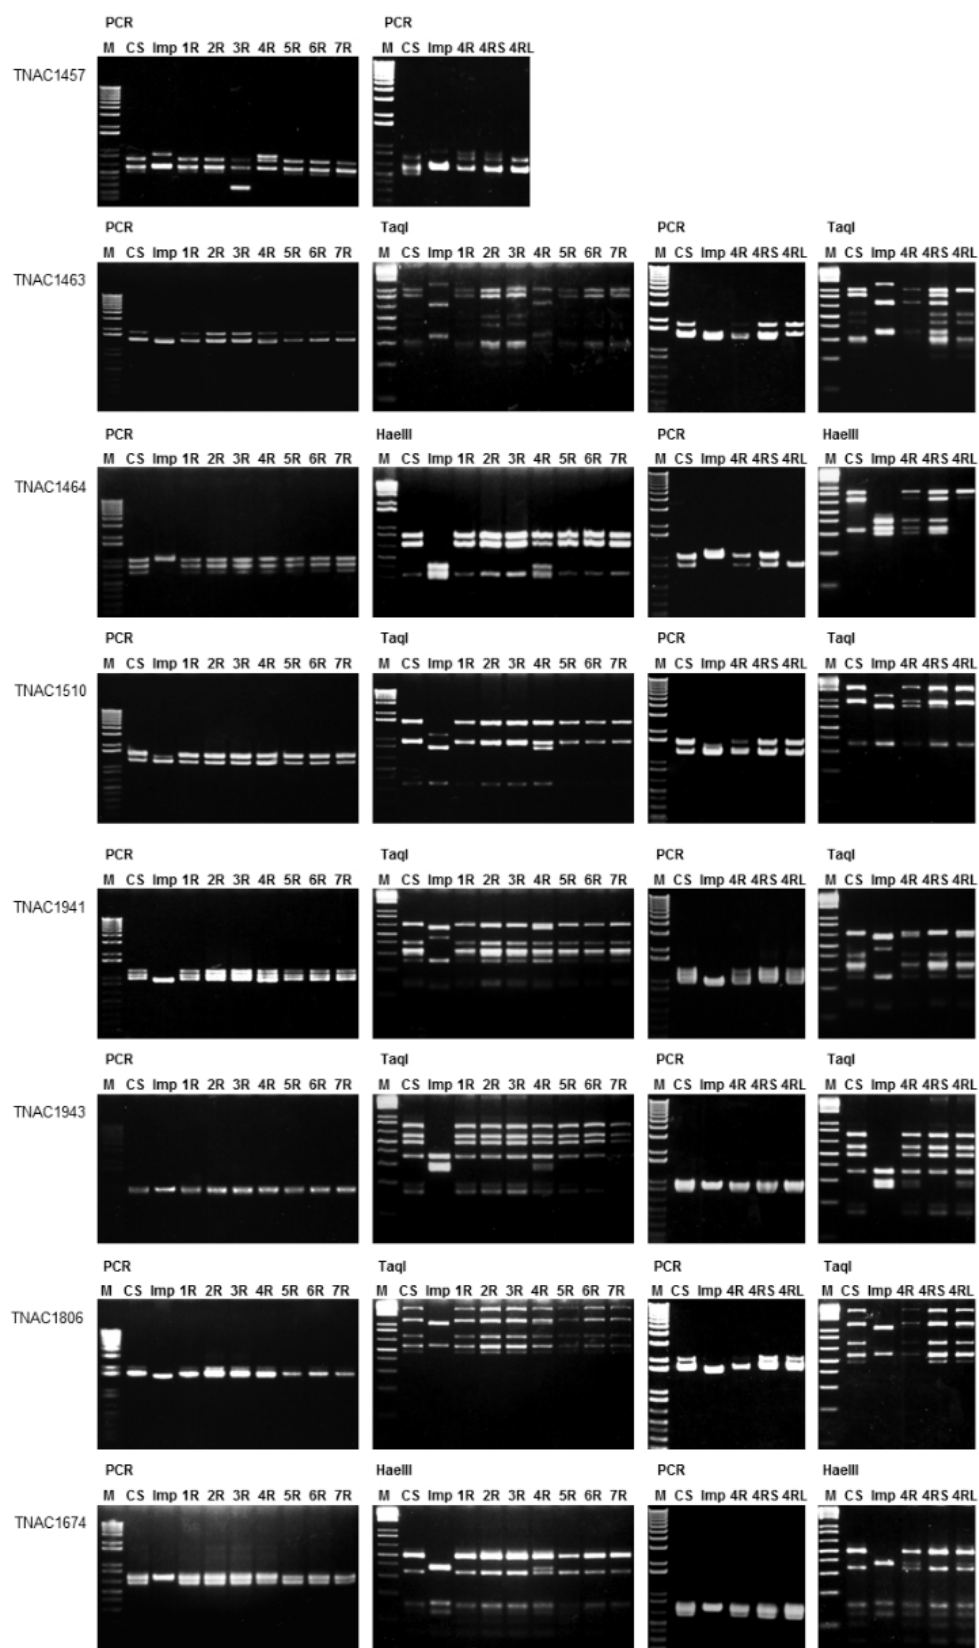 PCR PCR
M CS Imp 1R 2R 3R 4R 5R 6R 7R M CS Imp 4R 4RS 4RL
TNAC1457
PCR TaqI PCR TaqI
M CS Imp 1R 2R 3R 4R 5R 6R 7R M CS Imp 1R 2R 3R 4R 5R 6R 7R M CS Imp 4R 4RS 4RL M CS Imp 4R 4RS 4RL
TNAC1463
PCR HaeIII PCR HaeIII
M CS Imp 1R 2R 3R 4R 5R 6R 7R M CS Imp 1R 2R 3R 4R 5R 6R 7R M CS Imp 4R 4RS 4RL M CS Imp 4R 4RS 4RL
TNAC1464
PCR TaqI PCR TaqI
M CS Imp 1R 2R 3R 4R 5R 6R 7R M CS Imp 1R 2R 3R 4R 5R 6R 7R M CS Imp 4R 4RS 4RL M CS Imp 4R 4RS 4RL
TNAC1510
PCR TaqI PCR TaqI
M CS Imp 1R 2R 3R 4R 5R 6R 7R M CS Imp 1R 2R 3R 4R 5R 6R 7R M CS Imp 4R 4RS 4RL M CS Imp 4R 4RS 4RL
TNAC1941
PCR TaqI PCR TaqI
M CS Imp 1R 2R 3R 4R 5R 6R 7R M CS Imp 1R 2R 3R 4R 5R 6R 7R M CS Imp 4R 4RS 4RL M CS Imp 4R 4RS 4RL
TNAC1943
PCR TaqI PCR TaqI
M CS Imp 1R 2R 3R 4R 5R 6R 7R M CS Imp 1R 2R 3R 4R 5R 6R 7R M CS Imp 4R 4RS 4RL M CS Imp 4R 4RS 4RL
TNAC1806
PCR HaeIII PCR HaeIII
M CS Imp 1R 2R 3R 4R 5R 6R 7R M CS Imp 1R 2R 3R 4R 5R 6R 7R M CS Imp 4R 4RS 4RL M CS Imp 4R 4RS 4RL
TNAC1674